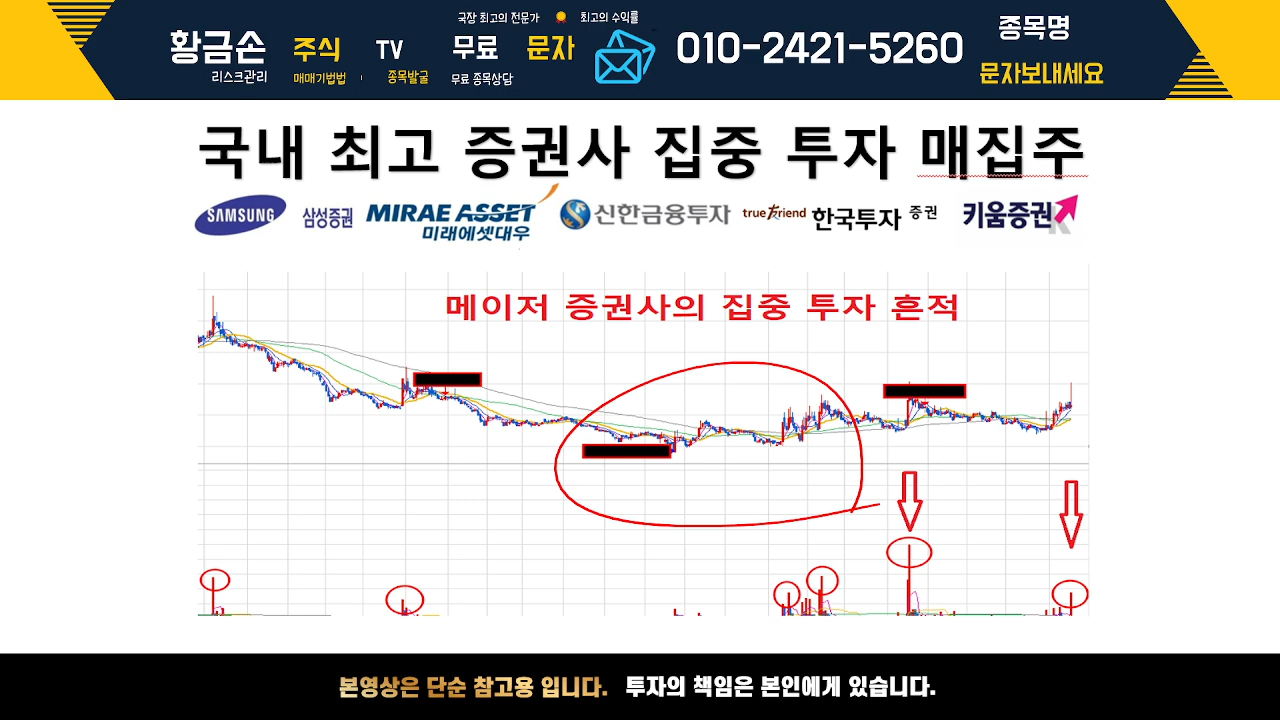 국장 최고의 전문가 최고의 수익률
황금손 주식 TV 무료 문자 010-2421-5260 종목명
리스크관리 매매기법법 종목발굴 무료 종목상담 문자보내세요
국내 최고 증권사 집중 투자 매집주
SAMSUNG 삼성증권 MIRAE ASSET 신한금융투자 true Friend 한국투자 증권 키움증권
미래에셋대우
메이저 증권사의 집중 투자 흔적
본영상은 단순 참고용 입니다. 투자의 책임은 본인에게 있습니다.